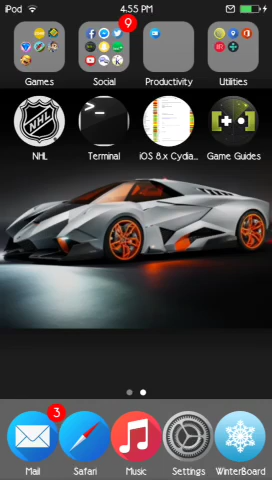 iPod 4:55 PM
9
Games Social Productivity Utilities
NHL
>_
NHL Terminal iOS 8.x Cydia... Game Guides
3
Mail Safari Music Settings WinterBoard